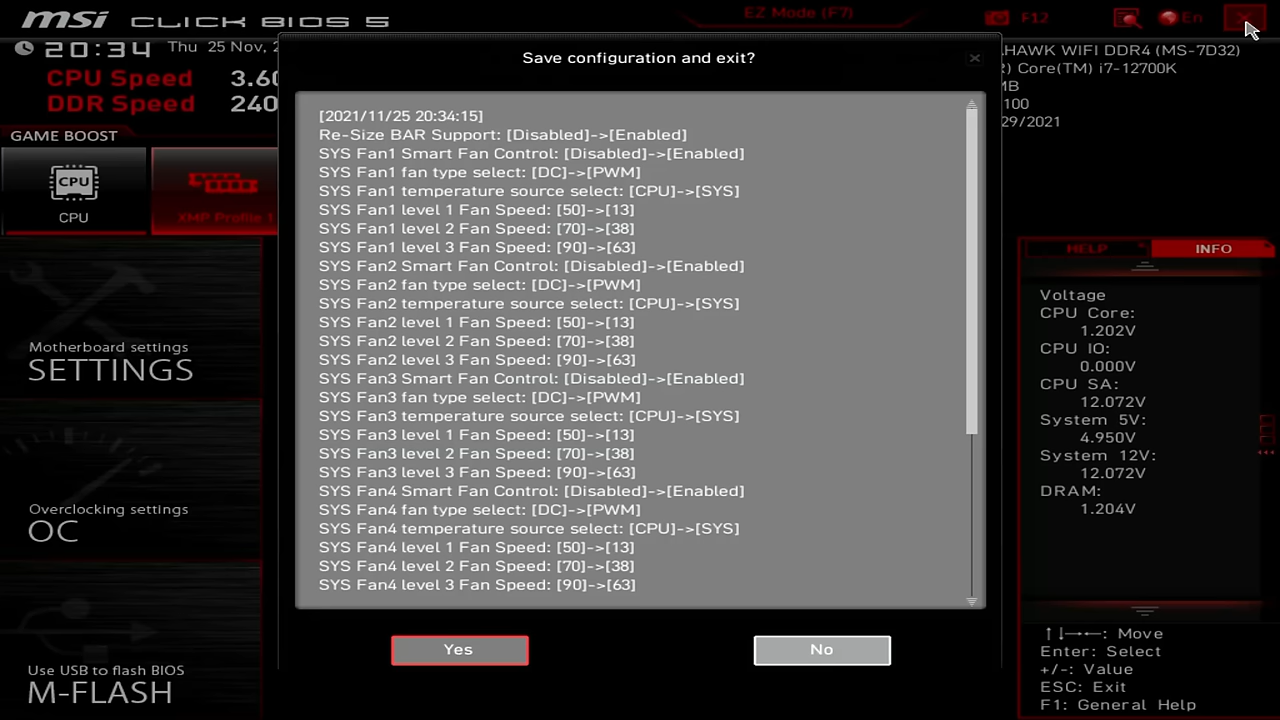 msi CLICK BIOS 5
EZ Mode (F7)
F12
En
20:34 Thu 25 Nov, 2
CPU Speed 3.60
DDR Speed 240
HAWK WIFI DDR4 (MS-7D32)
) Core(TM) i7-12700K
MB
100
29/2021
GAME BOOST
CPU
CPU
XMP Profile 1
Motherboard settings
SETTINGS
Overclocking settings
OC
Use USB to flash BIOS
M-FLASH
Save configuration and exit?
[2021/11/25 20:34:15]
Re-Size BAR Support: [Disabled]->[Enabled]
SYS Fan1 Smart Fan Control: [Disabled]->[Enabled]
SYS Fan1 fan type select: [DC]->[PWM]
SYS Fan1 temperature source select: [CPU]->[SYS]
SYS Fan1 level 1 Fan Speed: [50]->[13]
SYS Fan1 level 2 Fan Speed: [70]->[38]
SYS Fan1 level 3 Fan Speed: [90]->[63]
SYS Fan2 Smart Fan Control: [Disabled]->[Enabled]
SYS Fan2 fan type select: [DC]->[PWM]
SYS Fan2 temperature source select: [CPU]->[SYS]
SYS Fan2 level 1 Fan Speed: [50]->[13]
SYS Fan2 level 2 Fan Speed: [70]->[38]
SYS Fan2 level 3 Fan Speed: [90]->[63]
SYS Fan3 Smart Fan Control: [Disabled]->[Enabled]
SYS Fan3 fan type select: [DC]->[PWM]
SYS Fan3 temperature source select: [CPU]->[SYS]
SYS Fan3 level 1 Fan Speed: [50]->[13]
SYS Fan3 level 2 Fan Speed: [70]->[38]
SYS Fan3 level 3 Fan Speed: [90]->[63]
SYS Fan4 Smart Fan Control: [Disabled]->[Enabled]
SYS Fan4 fan type select: [DC]->[PWM]
SYS Fan4 temperature source select: [CPU]->[SYS]
SYS Fan4 level 1 Fan Speed: [50]->[13]
SYS Fan4 level 2 Fan Speed: [70]->[38]
SYS Fan4 level 3 Fan Speed: [90]->[63]
Yes
No
HELP
INFO
Voltage
CPU Core:
1.202V
CPU IO:
0.000V
CPU SA:
12.072V
System 5V:
4.950V
System 12V:
12.072V
DRAM:
1.204V
↑↓→←: Move
Enter: Select
+/-: Value
ESC: Exit
F1: General Help